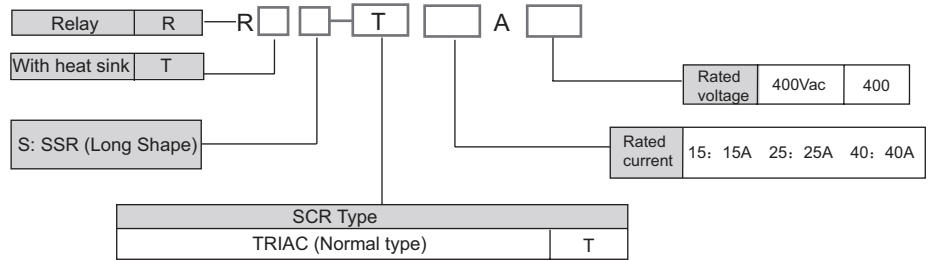 Relay R R T A
With heat sink T
Rated voltage 400Vac 400
S: SSR (Long Shape)
Rated current 15：15A 25：25A 40：40A
SCR Type
TRIAC (Normal type) T